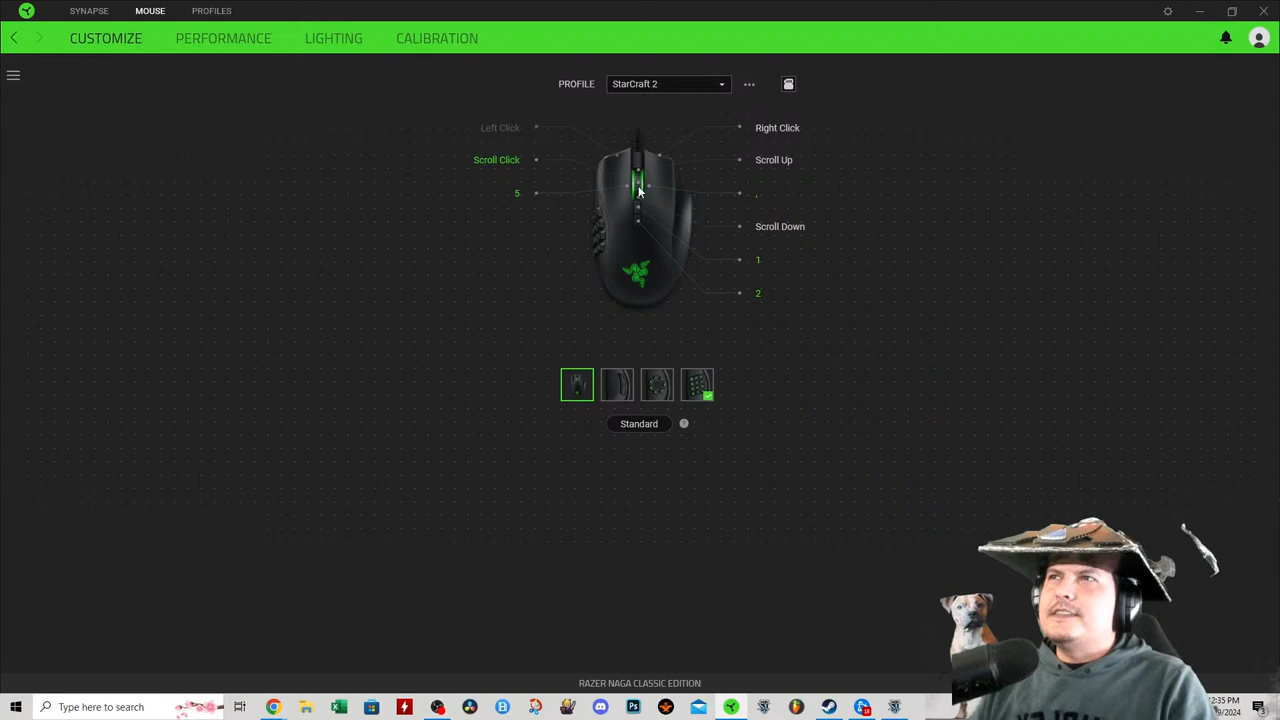 SYNAPSE MOUSE PROFILES
CUSTOMIZE PERFORMANCE LIGHTING CALIBRATION
PROFILE StarCraft 2
Left Click Right Click
Scroll Click Scroll Up
5 ,
Scroll Down
1
2
Standard ?
RAZER NAGA CLASSIC EDITION
Type here to search